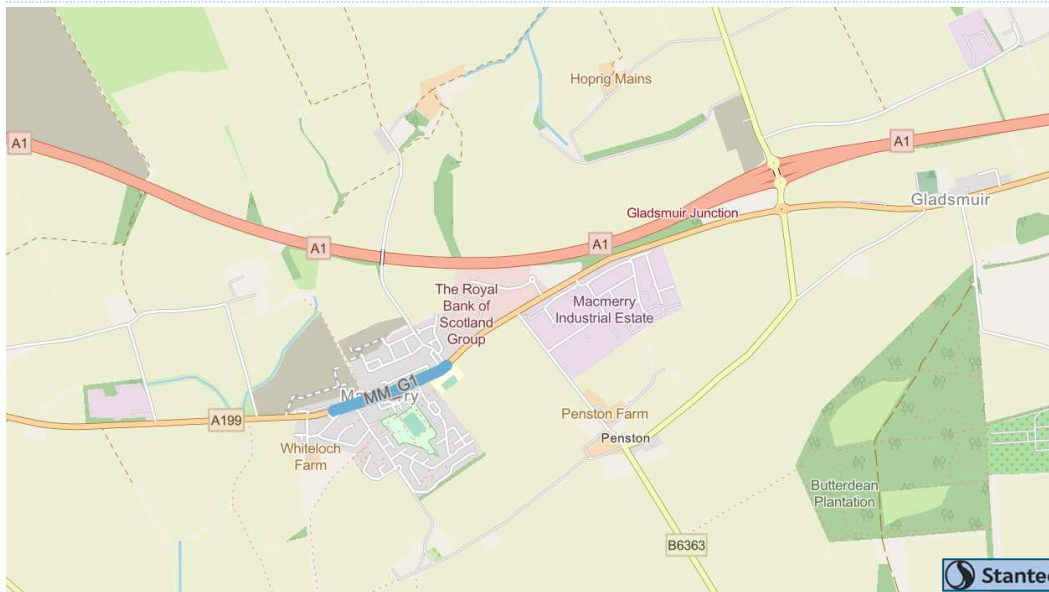 Hoprig Mains
A1
A1
Gladsmuir
Gladsmuir Junction
A1
A1
The Royal
Bank of
Scotland
Group
Macmerry
Industrial Estate
MM_G1
A199
Penston Farm
Whiteloch
Farm
Penston
Butterdean
Plantation
B6363
Stantec